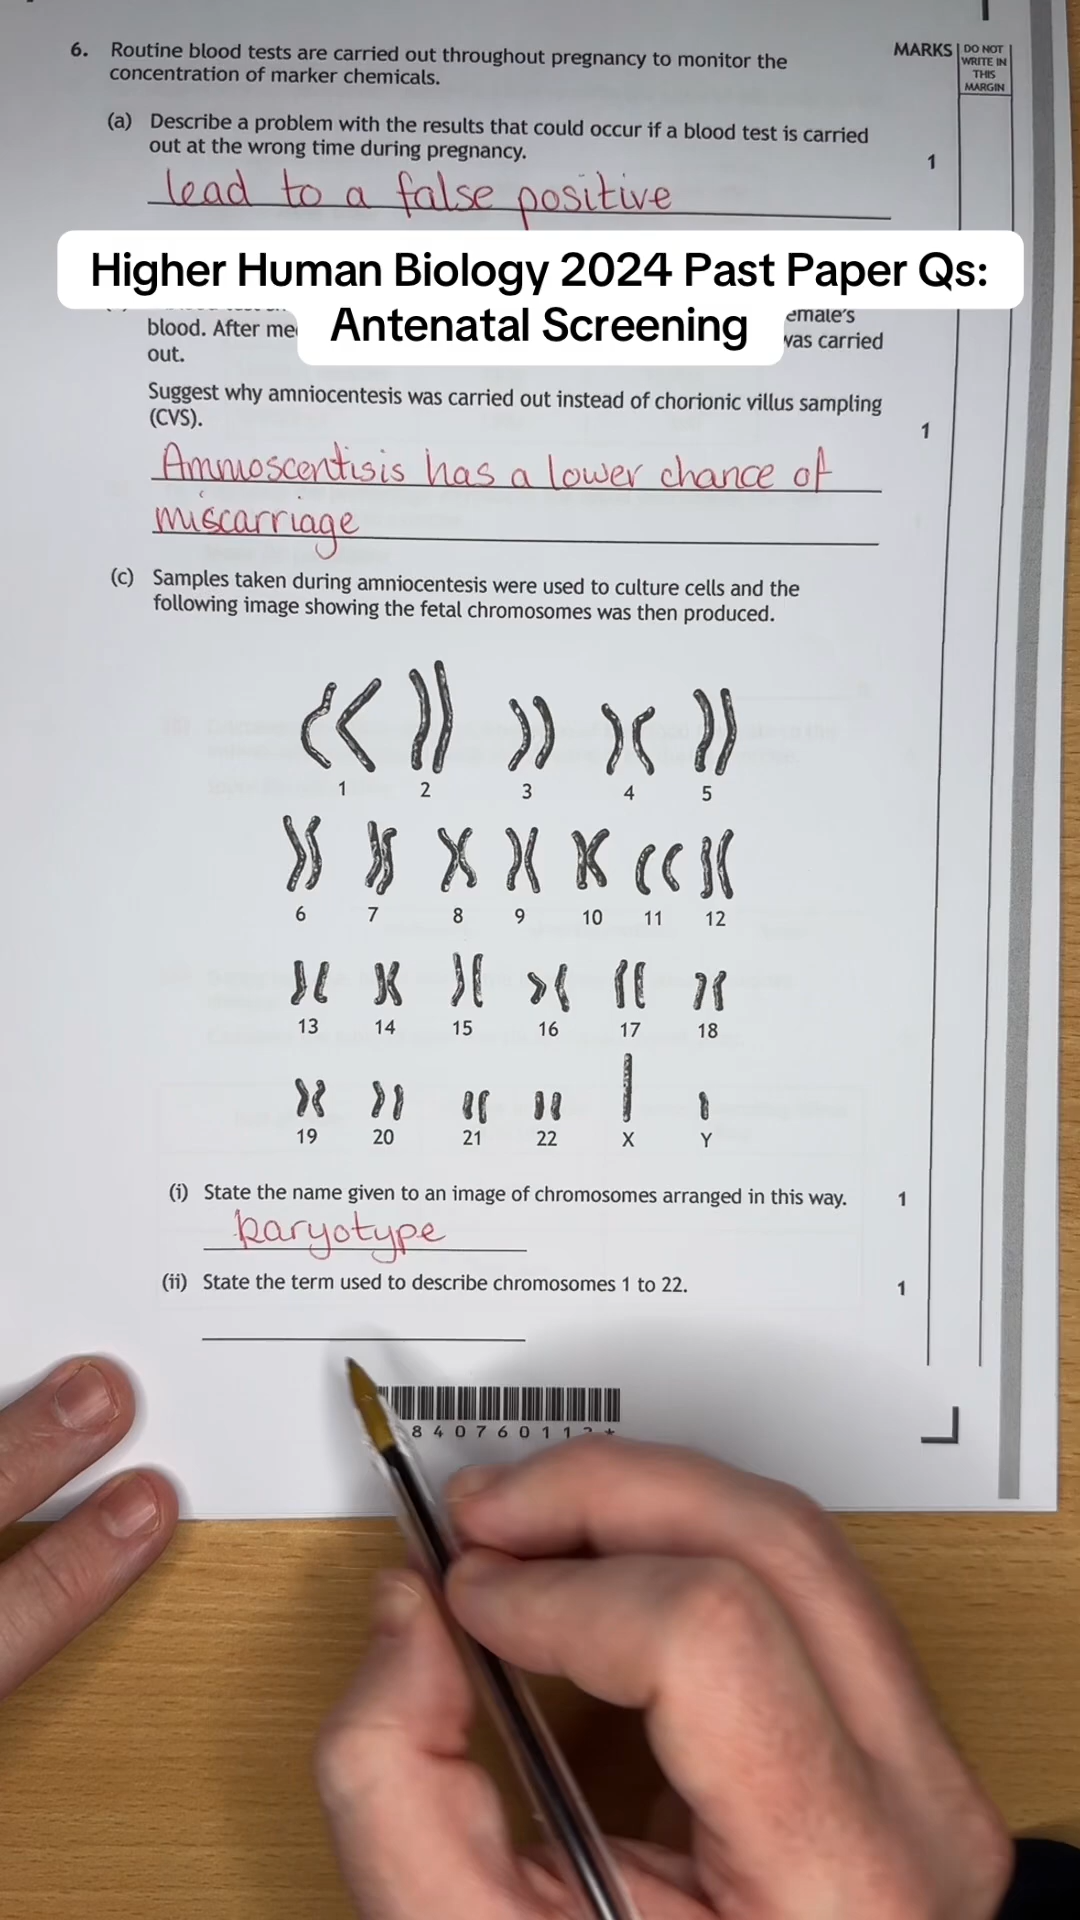 MARKS
DO NOT
WRITE IN
THIS
MARGIN
6. Routine blood tests are carried out throughout pregnancy to monitor the
concentration of marker chemicals.
(a) Describe a problem with the results that could occur if a blood test is carried
out at the wrong time during pregnancy.
1
lead to a false positive
Higher Human Biology 2024 Past Paper Qs:
Antenatal Screening
emale's
blood. After
was carried
out.
Suggest why amniocentesis was carried out instead of chorionic villus sampling
(CVS).
1
Amnioscentisis has a lower chance of
miscarriage
(c) Samples taken during amniocentesis were used to culture cells and the
following image showing the fetal chromosomes was then produced.
1 2 3 4 5
6 7 8 9 10 11 12
13 14 15 16 17 18
19 20 21 22 X Y
(i) State the name given to an image of chromosomes arranged in this way. 1
karyotype
(ii) State the term used to describe chromosomes 1 to 22. 1
8 4 0 7 6 0 1 1 2 *